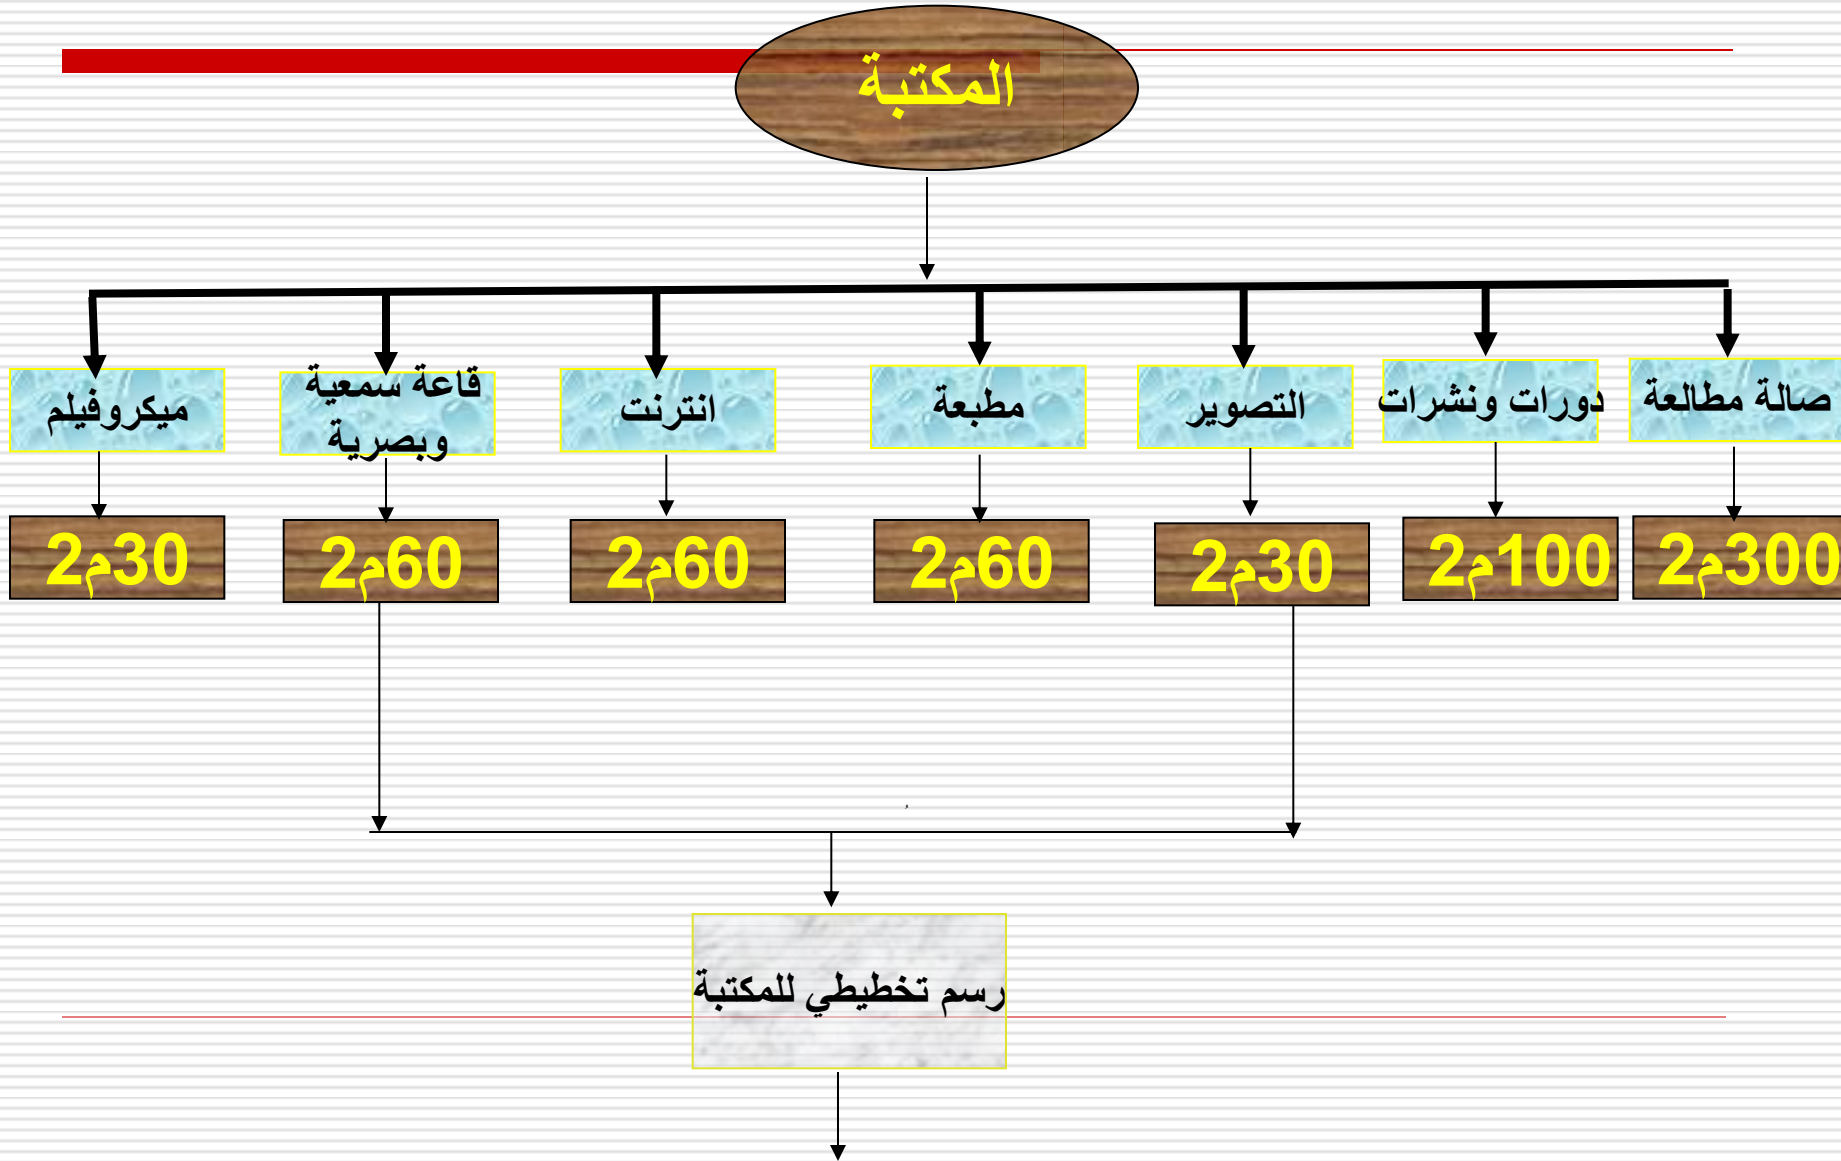 المكتبة
صالة مطالعة
دورات ونشرات
التصوير
مطبعة
انترنت
قاعة سمعية
وبصرية
ميكروفيلم
300م2
100م2
30م2
60م2
60م2
60م2
30م2
رسم تخطيطي للمكتبة